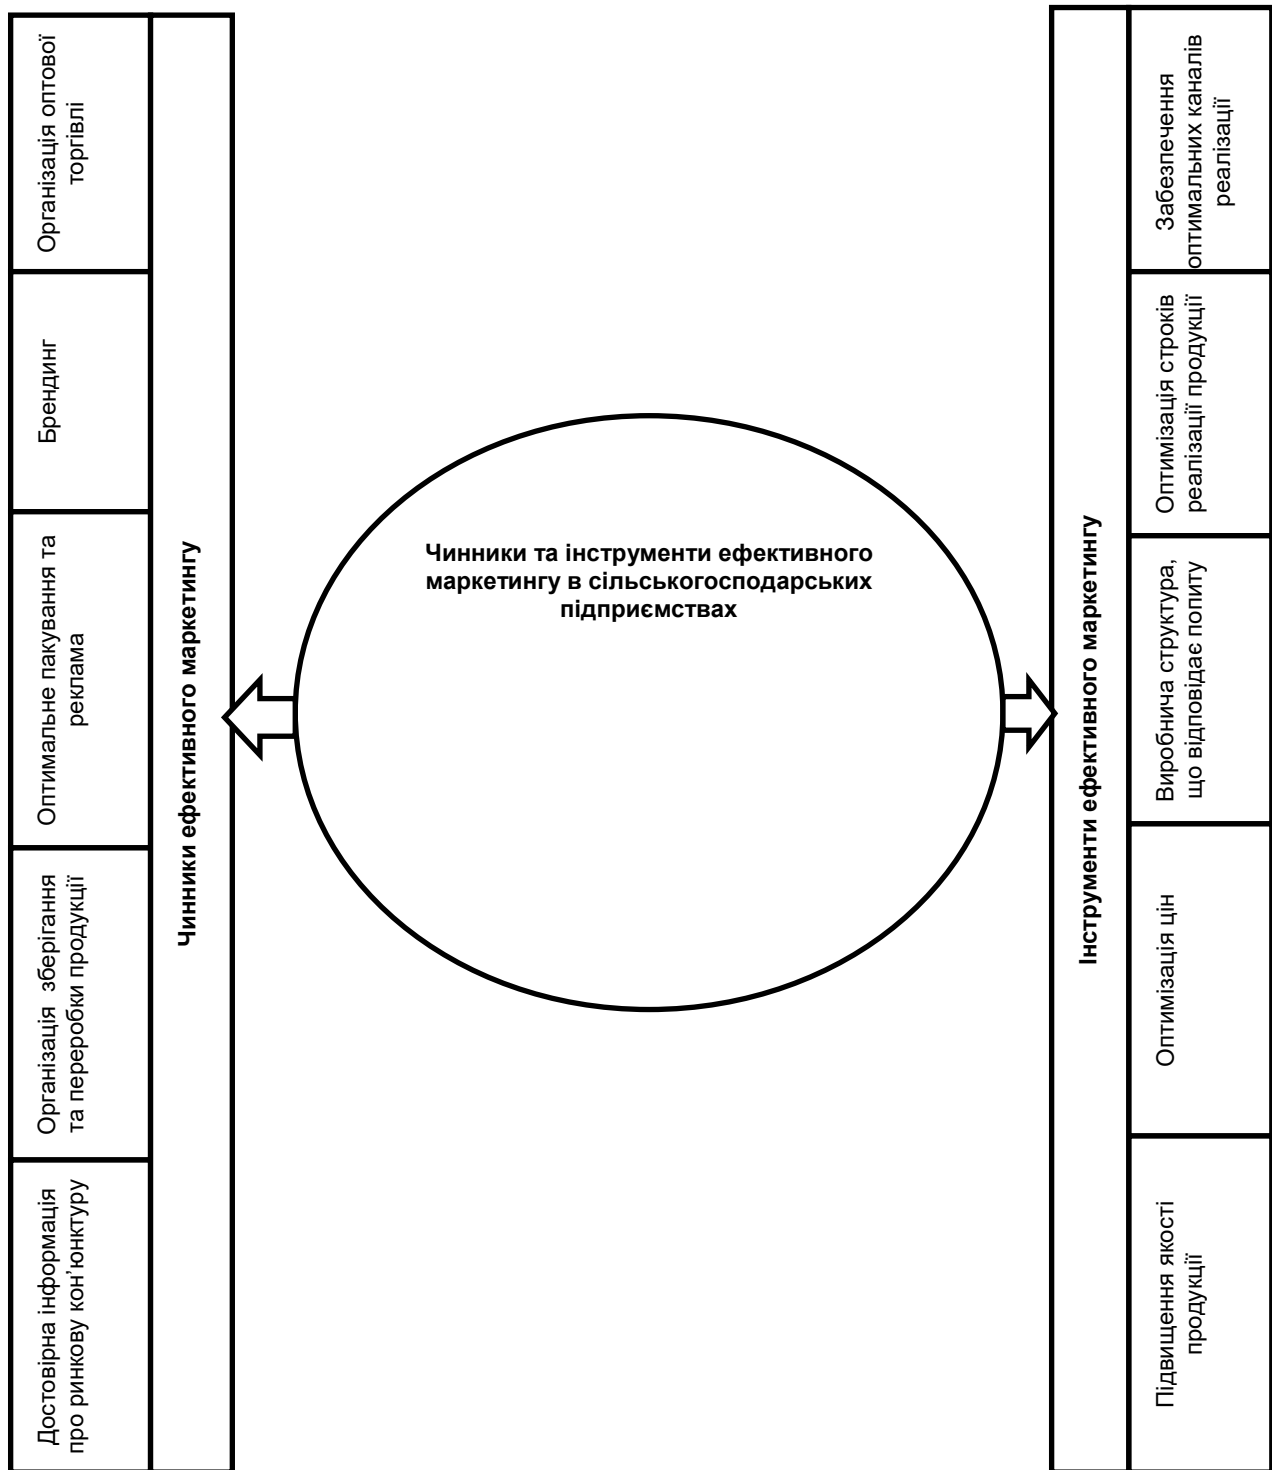 Організація оптової
торгівлі
Брендинг
Оптимальне пакування та
реклама
Організація зберігання
та переробки продукції
Достовірна інформація
про ринкову кон'юнктуру
Чинники ефективного маркетингу
Чинники та інструменти ефективного
маркетингу в сільськогосподарських
підприємствах
Інструменти ефективного маркетингу
Забезпечення
оптимальних каналів
реалізації
Оптимізація строків
реалізації продукції
Виробнича структура,
що відповідає попиту
Оптимізація цін
Підвищення якості
продукції